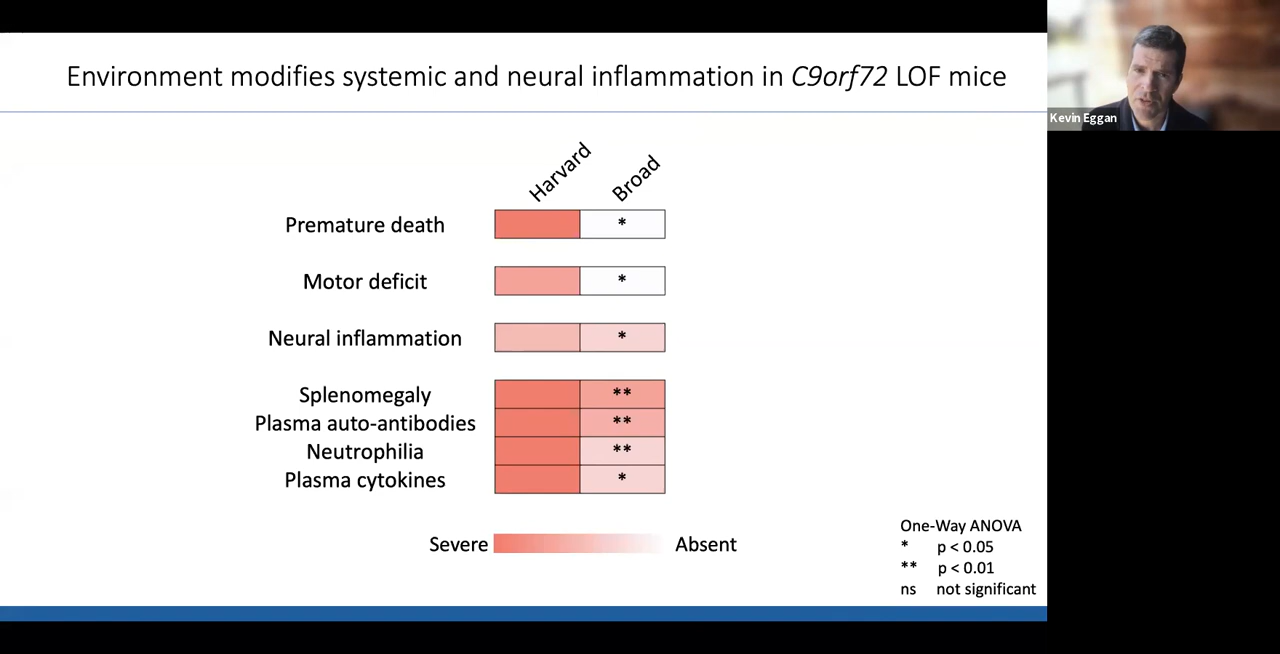 Environment modifies systemic and neural inflammation in C9orf72 LOF mice
Kevin Eggan
Harvard
Broad
Premature death
*
Motor deficit
*
Neural inflammation
*
Splenomegaly
**
Plasma auto-antibodies
**
Neutrophilia
**
Plasma cytokines
*
Severe
Absent
One-Way ANOVA
* p < 0.05
** p < 0.01
ns not significant